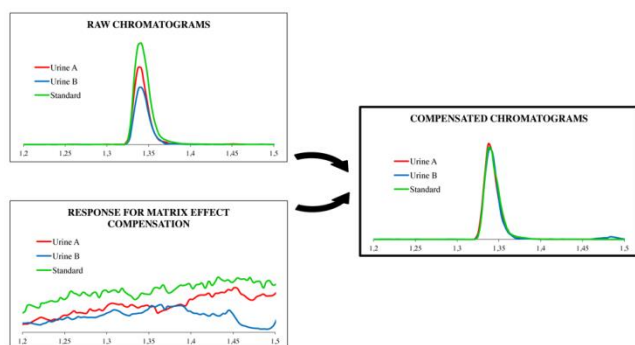 RAW CHROMATOGRAMS
Urine A
Urine B
Standard
1,2 1,25 1,3 1,35 1,4 1,45 1,5
RESPONSE FOR MATRIX EFFECT
COMPENSATION
Urine A
Urine B
Standard
1,2 1,25 1,3 1,35 1,4 1,45 1,5
COMPENSATED CHROMATOGRAMS
Urine A
Urine B
Standard
1,2 1,25 1,3 1,35 1,4 1,45 1,5